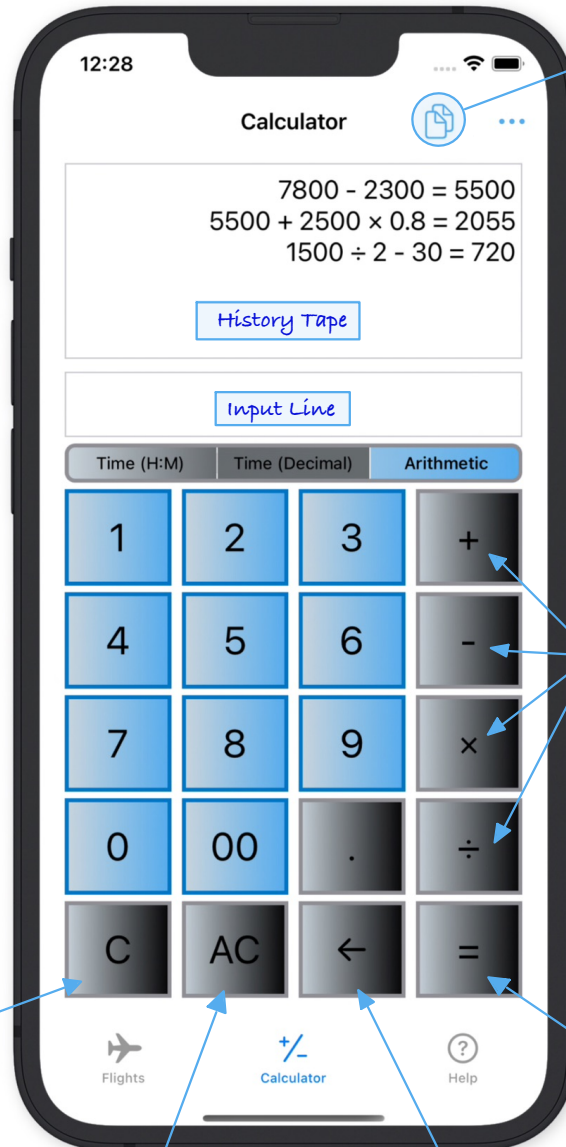 12:28
Calculator
7800 - 2300 = 5500
5500 + 2500 × 0.8 = 2055
1500 ÷ 2 - 30 = 720
History Tape
Input Line
Time (H:M) Time (Decimal) Arithmetic
1 2 3 +
4 5 6 -
7 8 9 ×
0 00 . ÷
C AC ← =
Flights Calculator Help